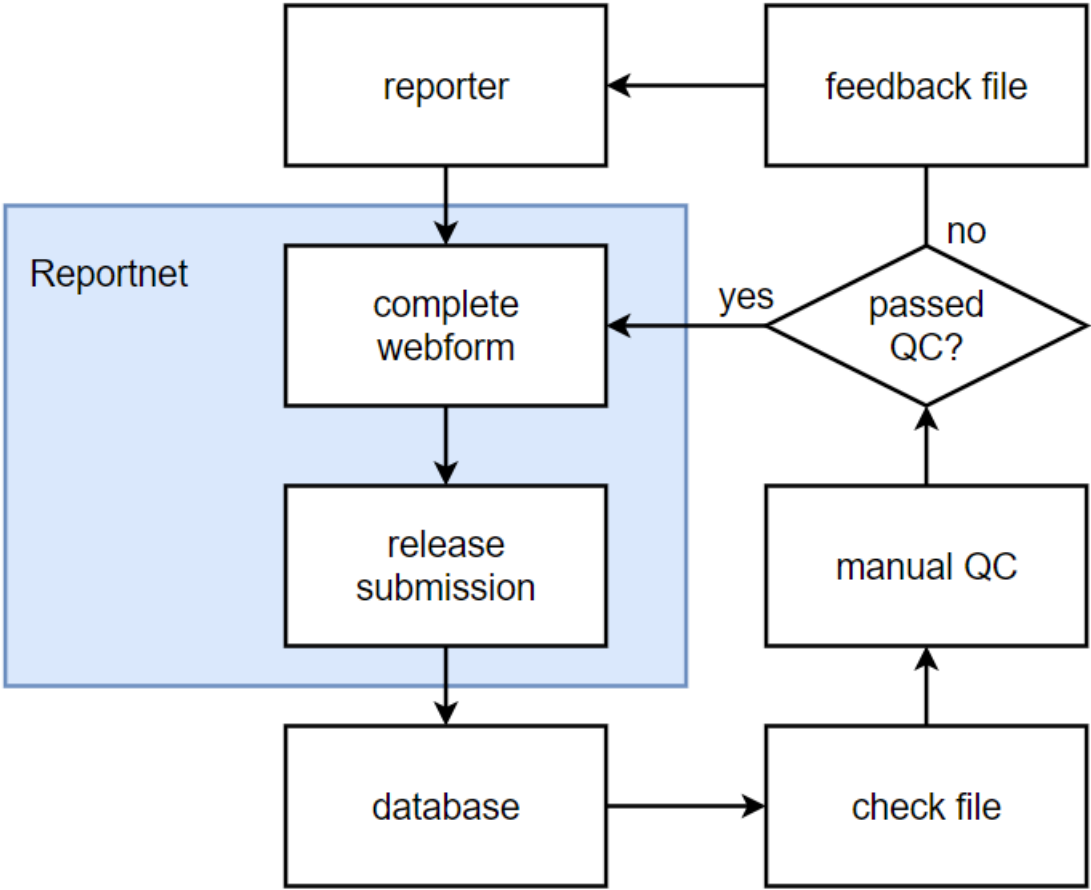 reporter
feedback file
no
Reportnet
complete
webform
yes
passed
QC?
release
submission
manual QC
database
check file